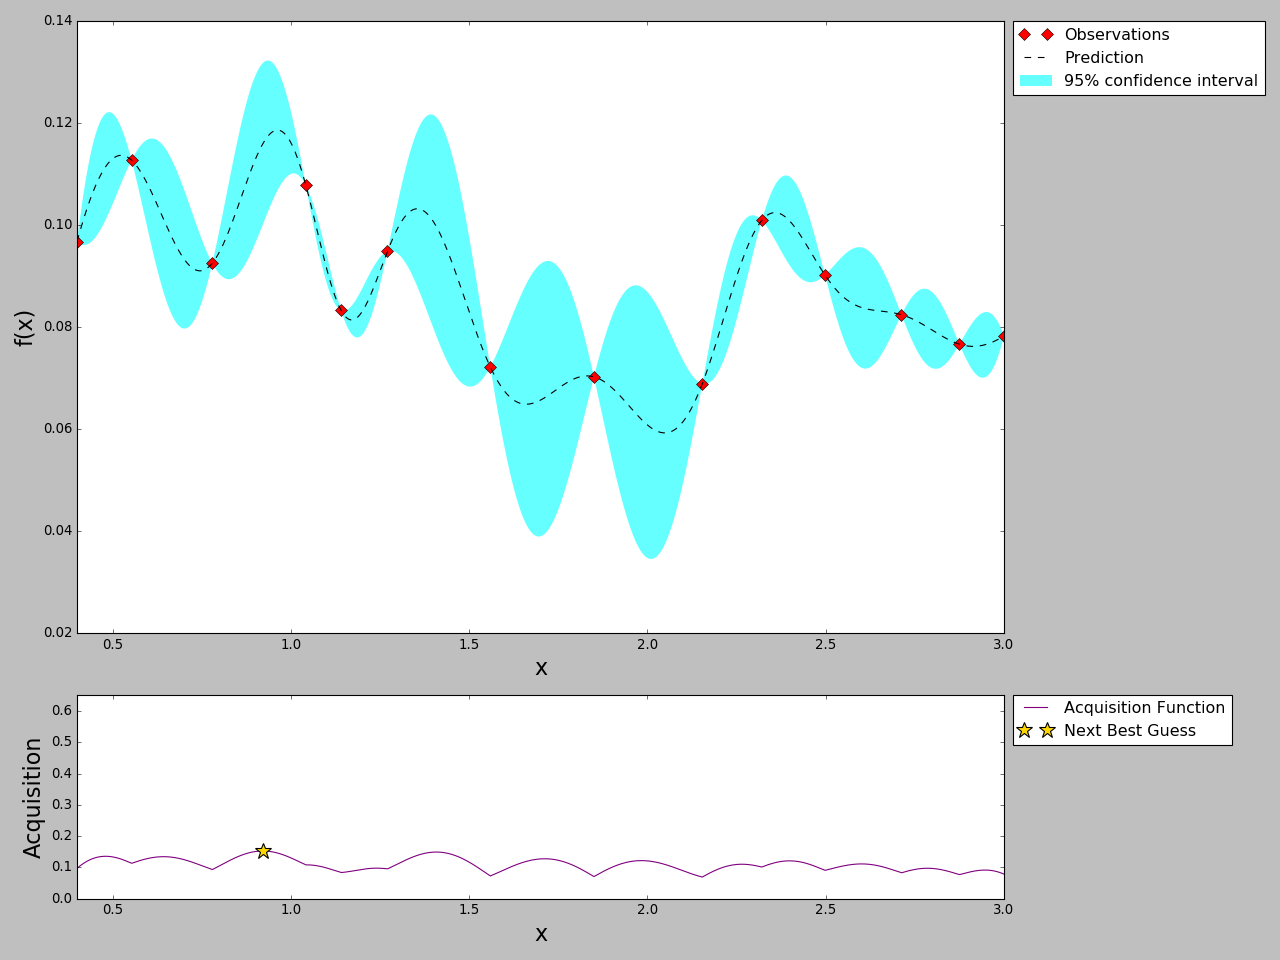 0.14
0.12
0.10
0.08
0.06
0.04
0.02
f(x)
0.5 1.0 1.5 2.0 2.5 3.0
x
Observations
Prediction
95% confidence interval
0.6
0.5
0.4
0.3
0.2
0.1
0.0
Acquisition
0.5 1.0 1.5 2.0 2.5 3.0
x
Acquisition Function
Next Best Guess